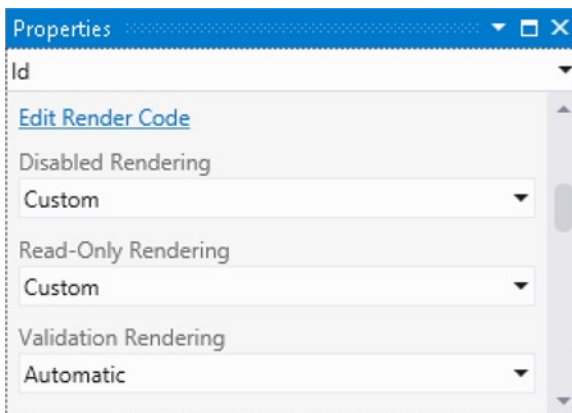 Properties
Id
Edit Render Code
Disabled Rendering
Custom
Read-Only Rendering
Custom
Validation Rendering
Automatic